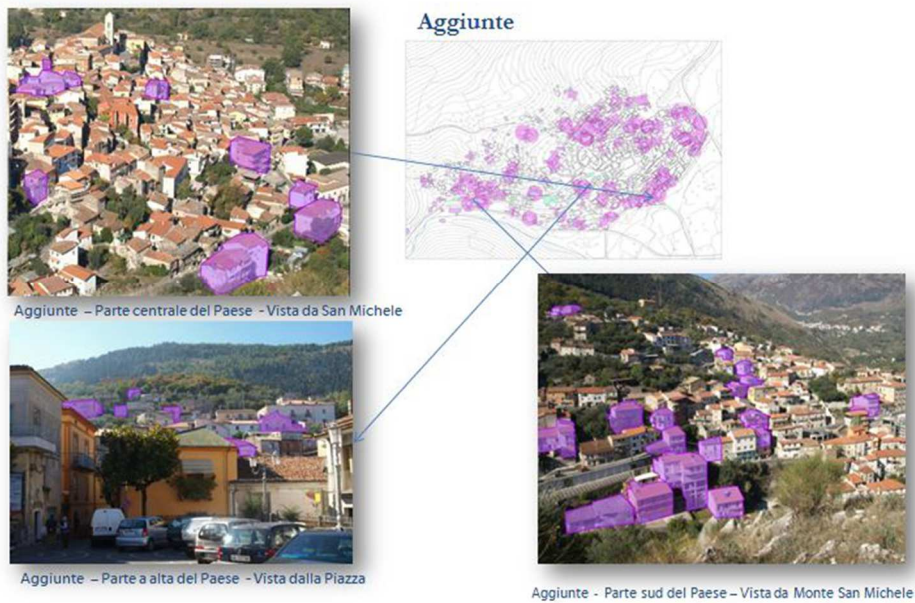 Aggiunte
Aggiunte – Parte centrale del Paese - Vista da San Michele
Aggiunte – Parte a alta del Paese - Vista dalla Piazza
Aggiunte - Parte sud del Paese – Vista da Monte San Michele